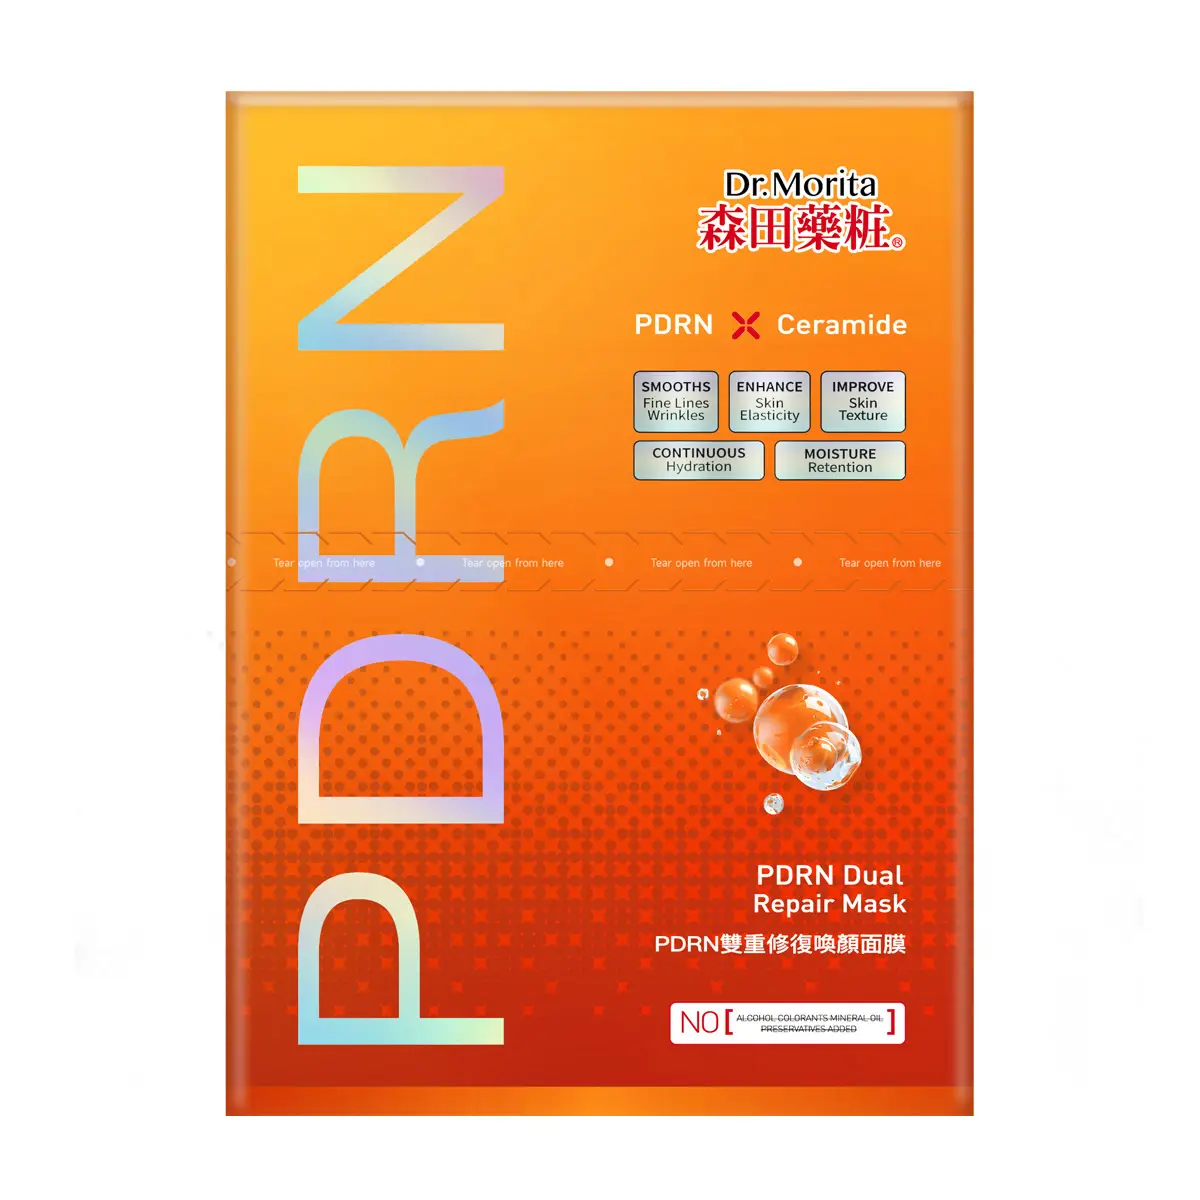 PDRN
Dr.Morita
森田藥粧®
PDRN X Ceramide
SMOOTHS
Fine Lines
Wrinkles
ENHANCE
Skin
Elasticity
IMPROVE
Skin
Texture
CONTINUOUS
Hydration
MOISTURE
Retention
Tear open from here Tear open from here Tear open from here Tear open from here
PDRN Dual
Repair Mask
PDRN雙重修復喚顏面膜
NO [ALCOHOL COLORANTS MINERAL OIL
PRESERVATIVES ADDED]